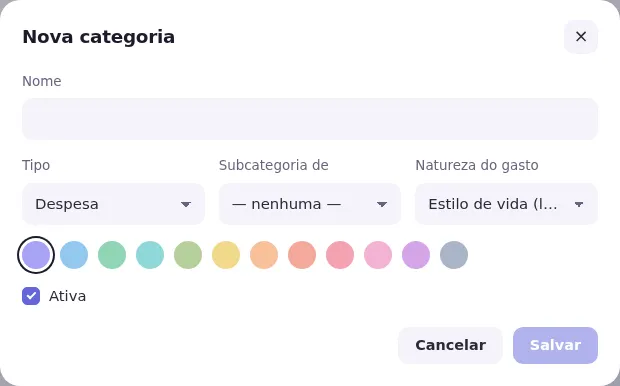 Nova categoria
✕
Nome
Tipo Subcategoria de Natureza do gasto
Despesa — nenhuma — Estilo de vida (l...
Ativa
Cancelar Salvar